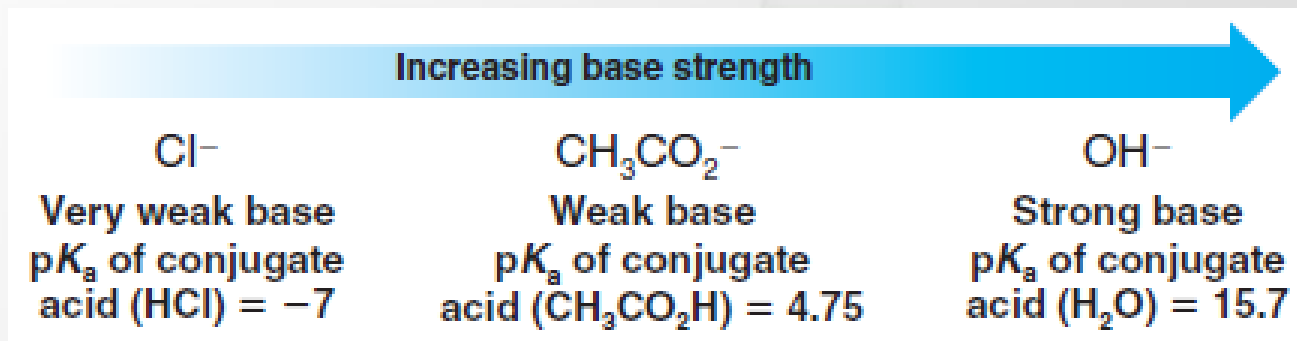 Increasing base strength
Cl– CH₃CO₂– OH–
Very weak base Weak base Strong base
pKₐ of conjugate pKₐ of conjugate pKₐ of conjugate
acid (HCl) = −7 acid (CH₃CO₂H) = 4.75 acid (H₂O) = 15.7